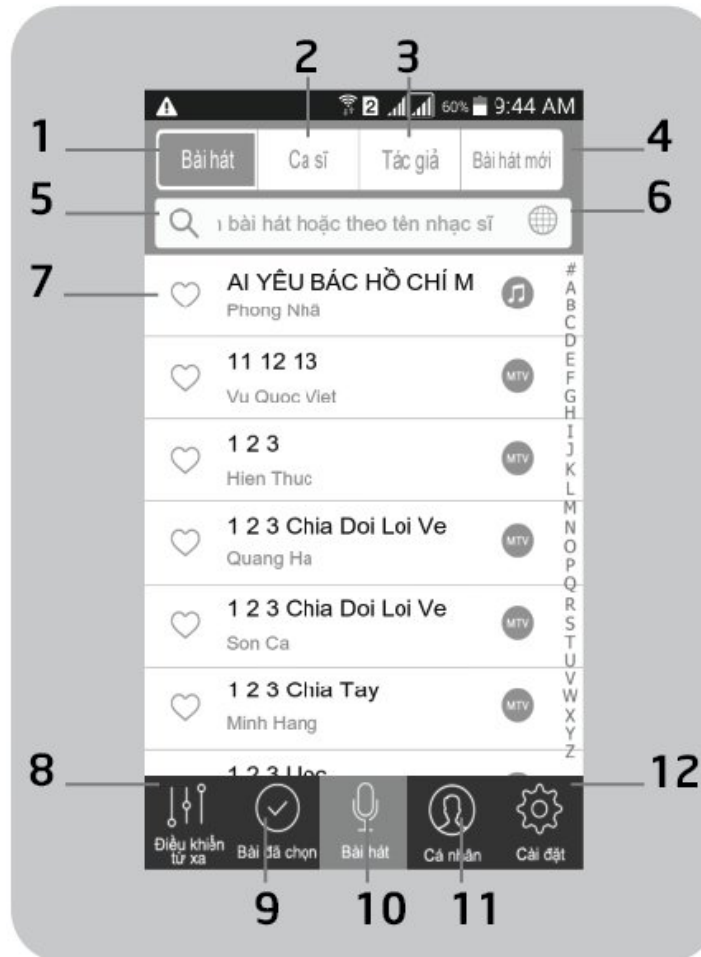 2 3
2 60% 9:44 AM
1 Bài hát Ca sĩ Tác giả Bài hát mới 4
5 bài hát hoặc theo tên nhạc sĩ 6
7 AI YÊU BÁC HỒ CHÍ M
Phong Nhã
11 12 13
MTV
Vu Quoc Viet
1 2 3
MTV
Hien Thuc
1 2 3 Chia Doi Loi Ve
MTV
Quang Ha
1 2 3 Chia Doi Loi Ve
MTV
Son Ca
1 2 3 Chia Tay
MTV
Minh Hang
1 2 3
#
A
B
C
D
E
F
G
H
I
J
K
L
M
N
O
P
Q
R
S
T
U
V
W
X
Y
Z
8 12
Điều khiển
từ xa Bài đã chọn Bài hát Cá nhân Cài đặt
9 10 11